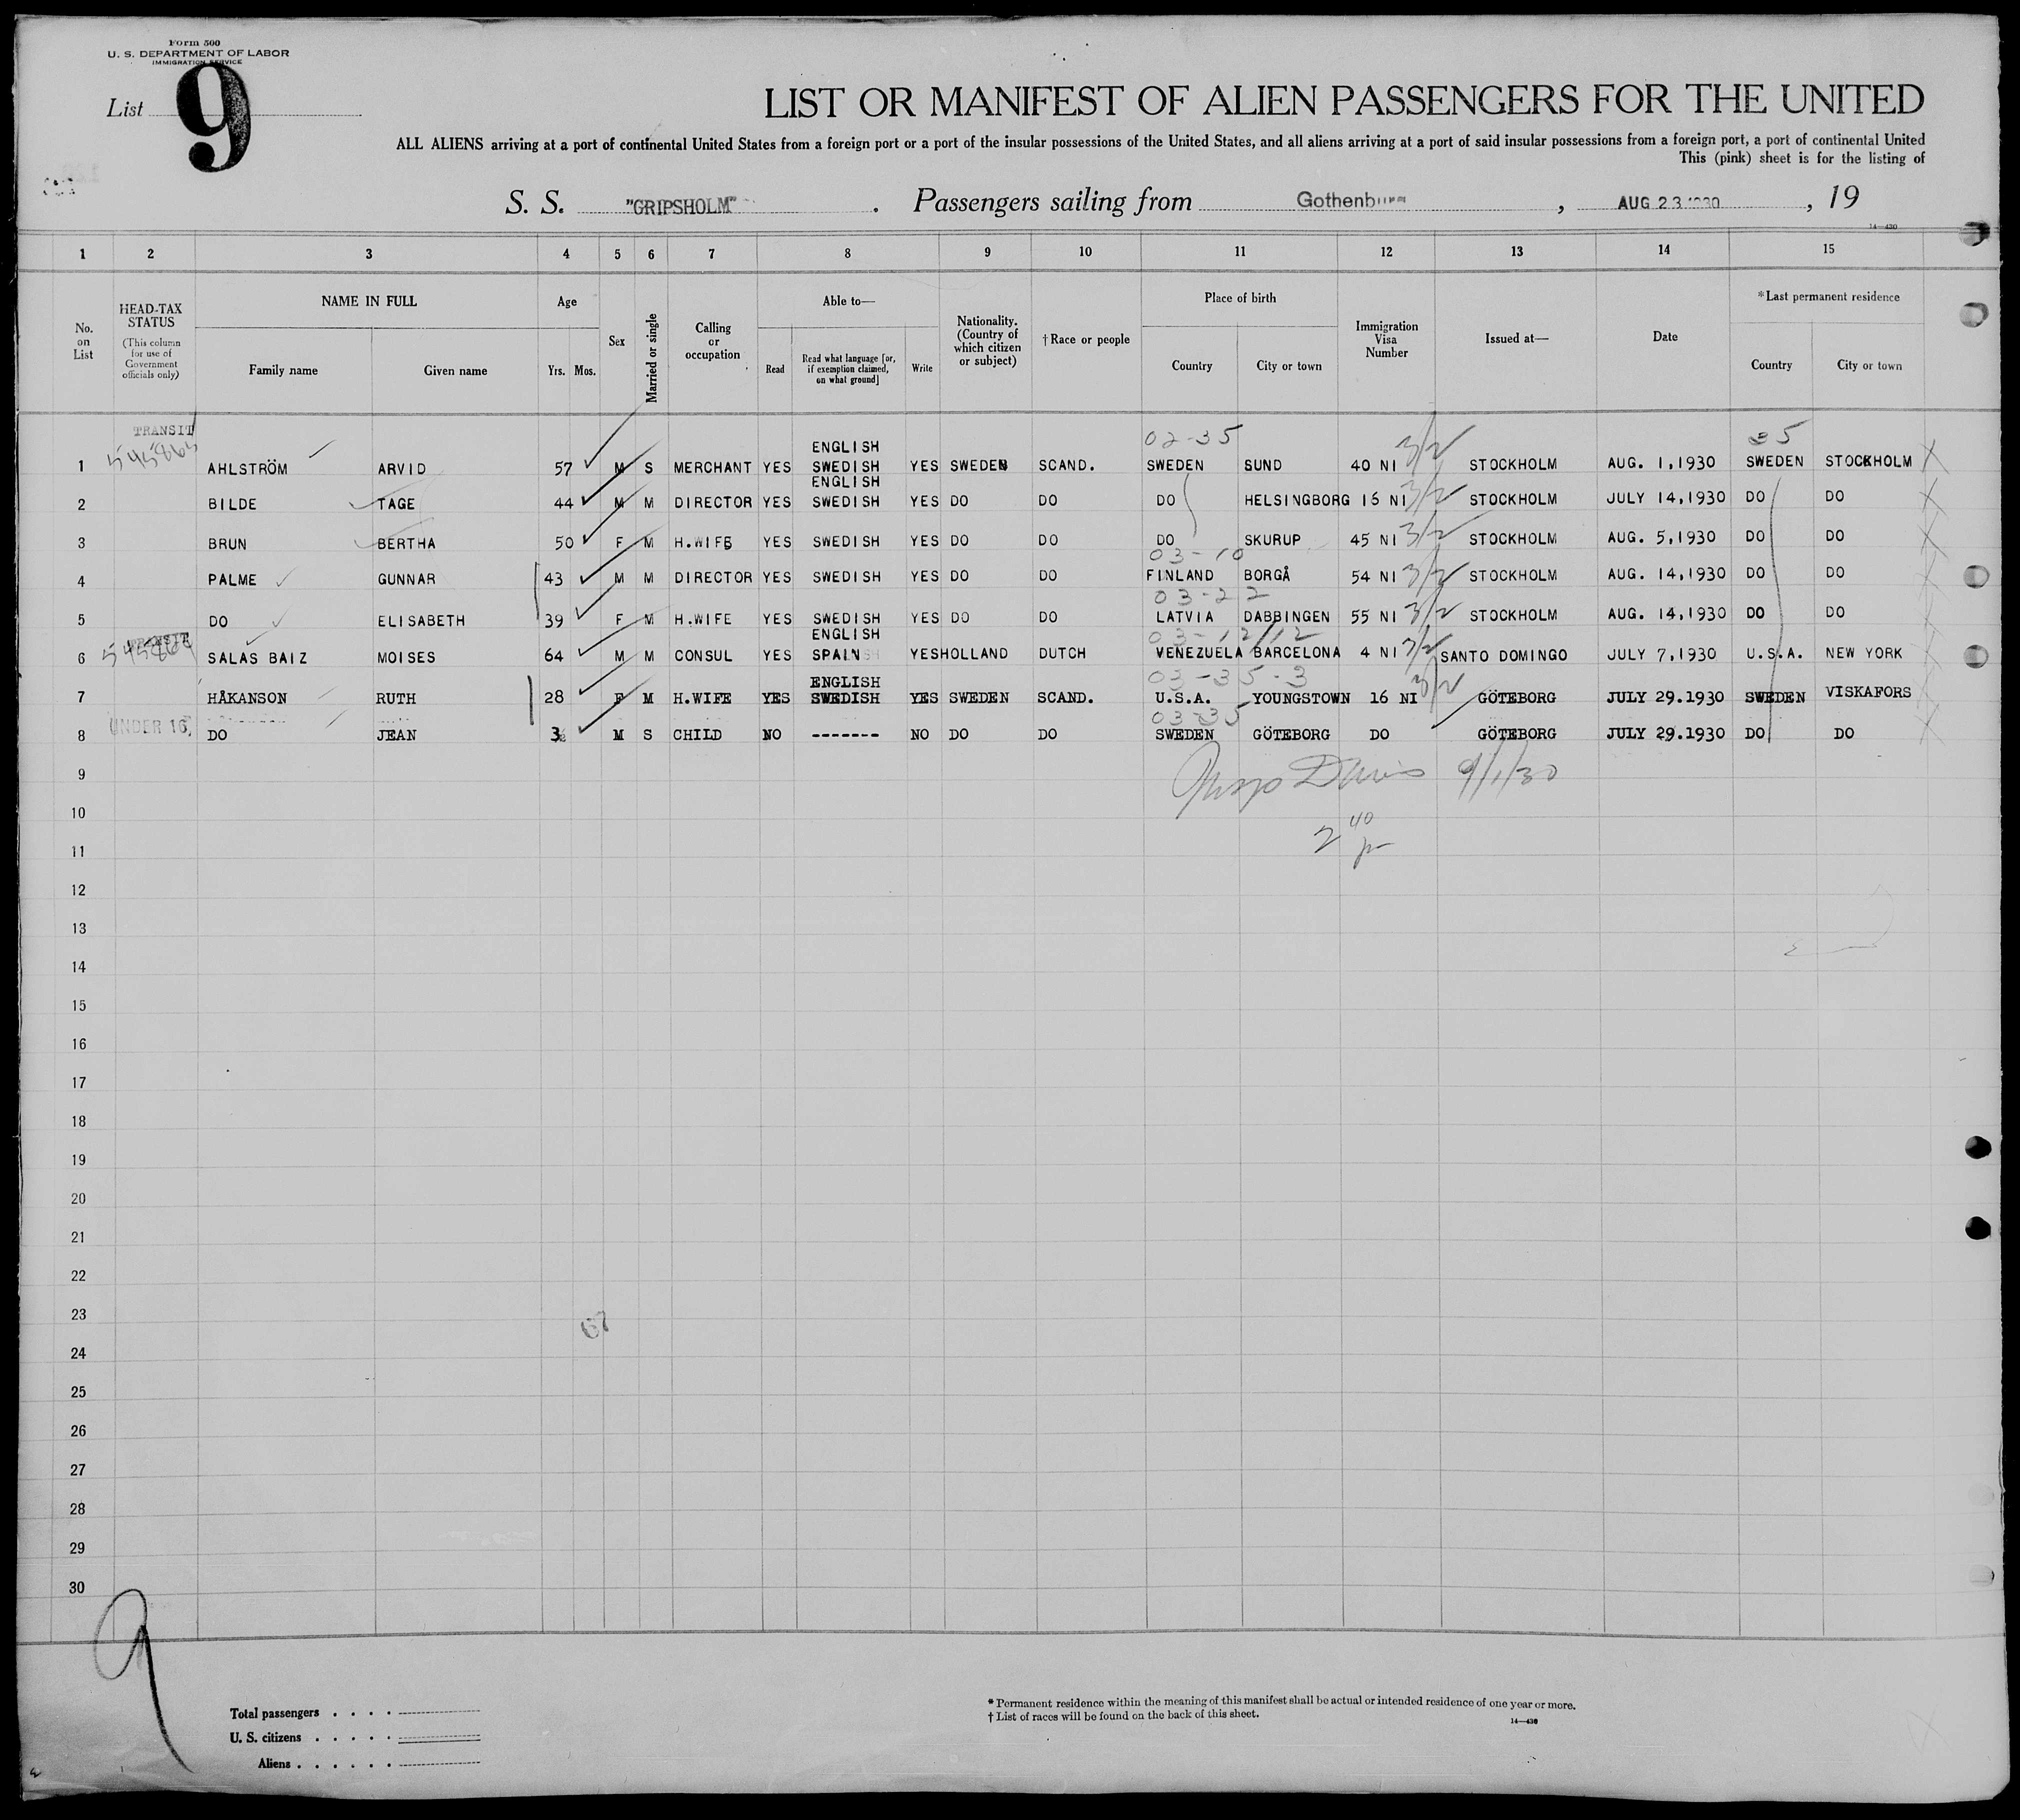 Form 500
U. S. DEPARTMENT OF LABOR
IMMIGRATION SERVICE
List 9
LIST OR MANIFEST OF ALIEN PASSENGERS FOR THE UNITED
ALL ALIENS arriving at a port of continental United States from a foreign port or a port of the insular possessions of the United States, and all aliens arriving at a port of said insular possessions from a foreign port, a port of continental United
This (pink) sheet is for the listing of
S. S. "GRIPSHOLM". Passengers sailing from Gothenburg, AUG 23 1930, 19
14—430
1 2 3 4 5 6 7 8 9 10 11 12 13 14 15
No. on List
HEAD-TAX STATUS
(This column for use of Government officials only)
NAME IN FULL
Family name
Given name
Age
Yrs. Mos.
Sex
Married or single
Calling or occupation
Able to—
Read
Read what language [or, if exemption claimed, on what ground]
Write
Nationality. (Country of which citizen or subject)
† Race or people
Place of birth
Country
City or town
Immigration Visa Number
Issued at—
Date
*Last permanent residence
Country
City or town
TRANSIT
545863
02-35
3/2
35
1 AHLSTRÖM ARVID 57 M S MERCHANT YES ENGLISH SWEDISH YES SWEDEN SCAND. SWEDEN SUND 40 NI STOCKHOLM AUG. 1,1930 SWEDEN STOCKHOLM
2 BILDE TAGE 44 M M DIRECTOR YES ENGLISH SWEDISH YES DO DO DO HELSINGBORG 16 NI 3/2 STOCKHOLM JULY 14,1930 DO DO
3 BRUN BERTHA 50 F M H.WIFE YES SWEDISH YES DO DO DO SKURUP 45 NI 3/2 STOCKHOLM AUG. 5,1930 DO DO
03-10
4 PALME GUNNAR 43 M M DIRECTOR YES SWEDISH YES DO DO FINLAND BORGÅ 54 NI 3/2 STOCKHOLM AUG. 14,1930 DO DO
03-22
5 DO ELISABETH 39 F M H.WIFE YES SWEDISH YES DO DO LATVIA DABBINGEN 55 NI 3/2 STOCKHOLM AUG. 14,1930 DO DO
TRANSIT
03-12/12
6 SALAS BAIZ MOISES 64 M M CONSUL YES ENGLISH SPANISH YES HOLLAND DUTCH VENEZUELA BARCELONA 4 NI 3/2 SANTO DOMINGO JULY 7,1930 U.S.A. NEW YORK
03-35-3
3/2
7 HÅKANSON RUTH 28 F M H.WIFE YES ENGLISH SWEDISH YES SWEDEN SCAND. U.S.A. YOUNGSTOWN 16 NI GÖTEBORG JULY 29.1930 SWEDEN VISKAFORS
UNDER 16
03-35
8 DO JEAN 3 M S CHILD NO ------- NO DO DO SWEDEN GÖTEBORG DO GÖTEBORG JULY 29.1930 DO DO
9
9/1/30
10
2 40 p
11
12
13
14
15
16
17
18
19
20
21
22
23
67
24
25
26
27
28
29
30
9
Total passengers . . . .
U. S. citizens . . . . .
Aliens . . . . . .
* Permanent residence within the meaning of this manifest shall be actual or intended residence of one year or more.
† List of races will be found on the back of this sheet.
14—430